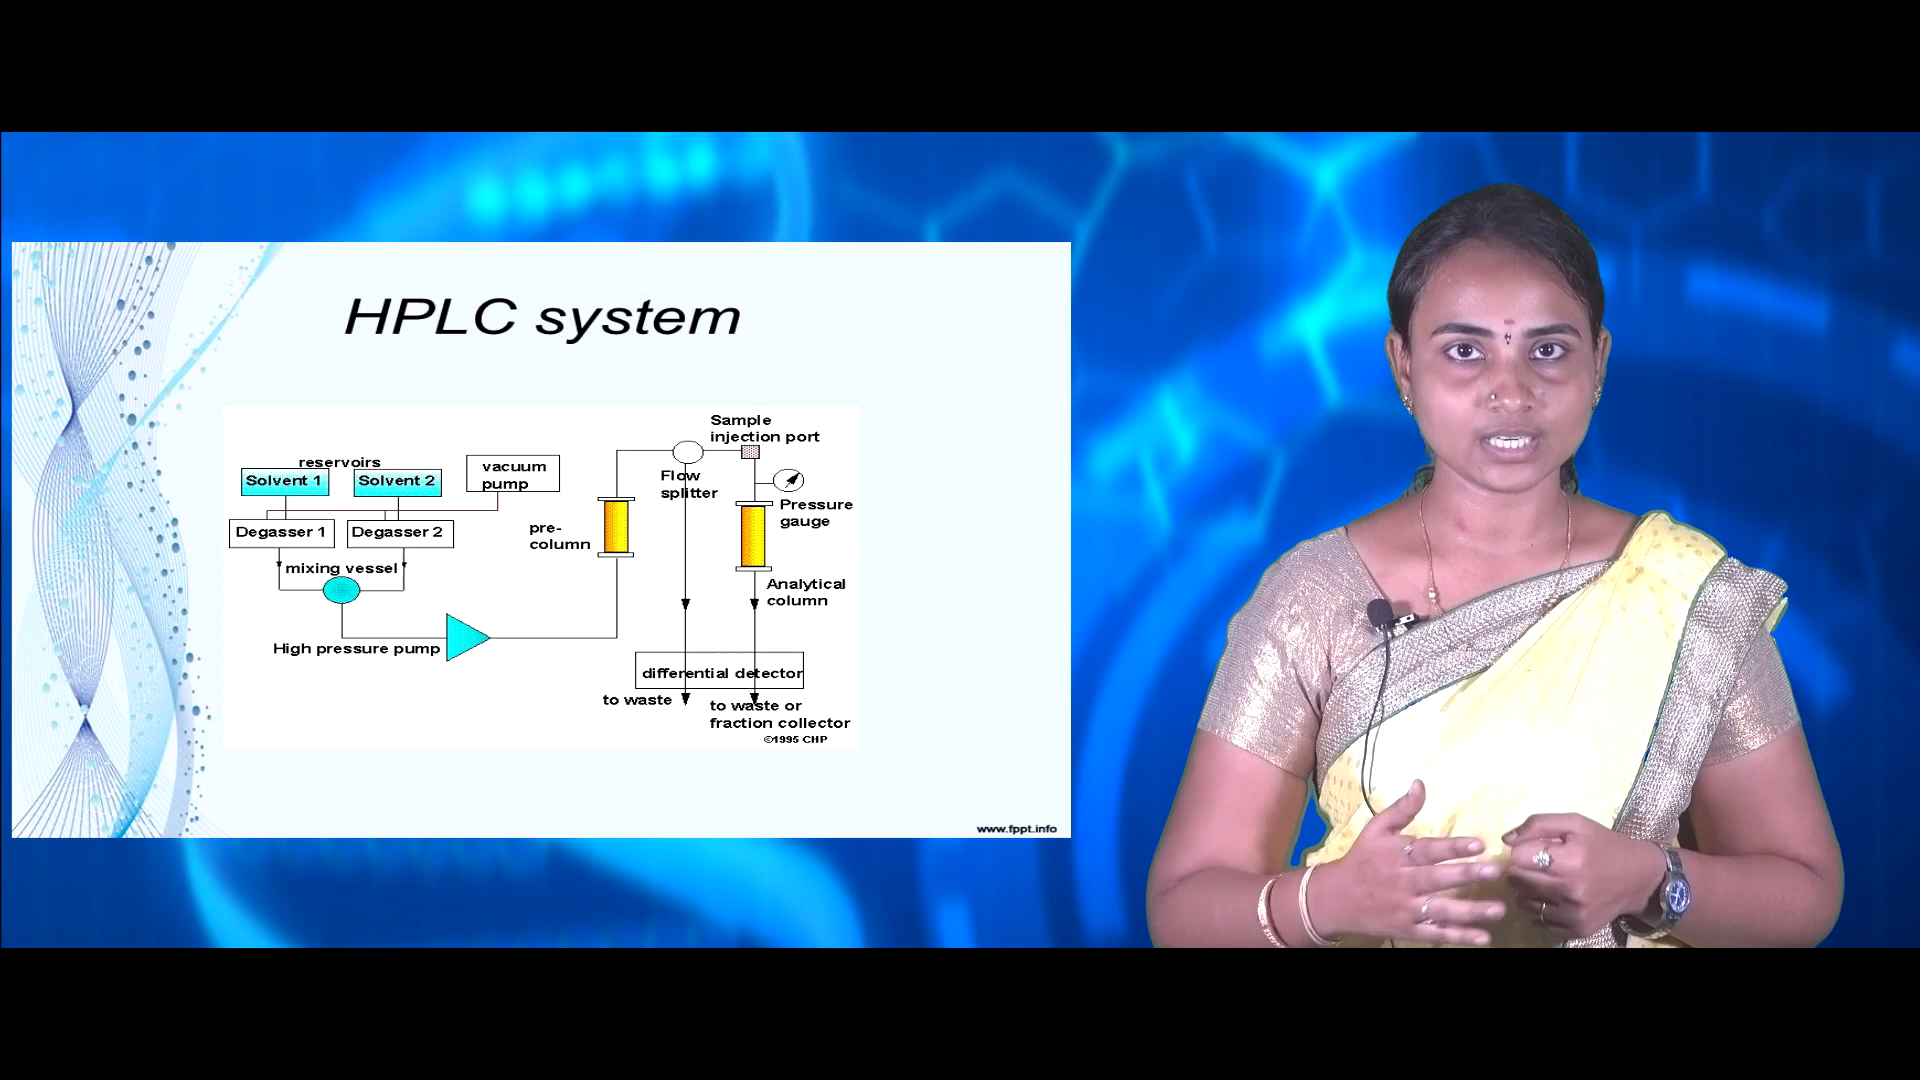 HPLC system
Sample
injection port
reservoirs
Solvent 1
Solvent 2
vacuum
pump
Flow
splitter
Pressure
gauge
Degasser 1
Degasser 2
pre-
column
mixing vessel
Analytical
column
High pressure pump
differential detector
to waste
to waste or
fraction collector
©1995 CHP
www.fppt.info